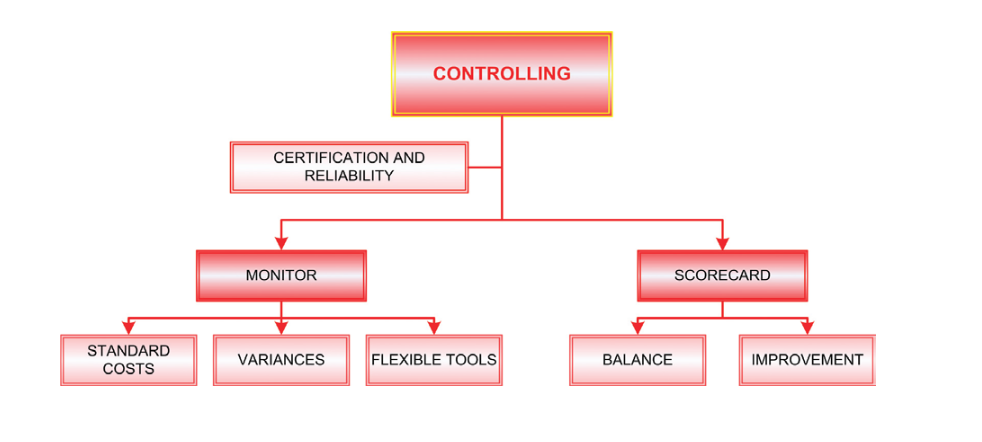 CONTROLLING
CERTIFICATION AND
RELIABILITY
MONITOR
SCORECARD
STANDARD
COSTS
VARIANCES
FLEXIBLE TOOLS
BALANCE
IMPROVEMENT